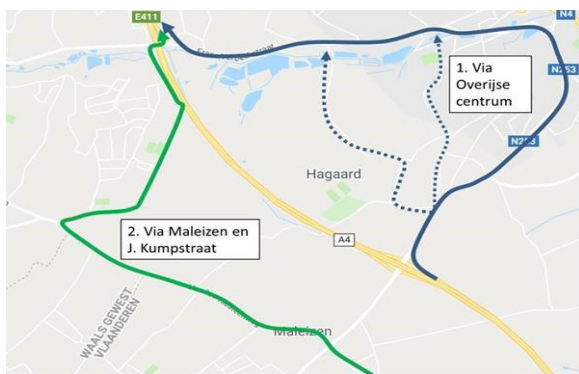 E411
N4
1. Via
Overijse
centrum
N253
N253
Hagaard
2. Via Maleizen en
J. Kumpstraat
A4
WAALS GEWEST
VLAANDEREN
Maleizen